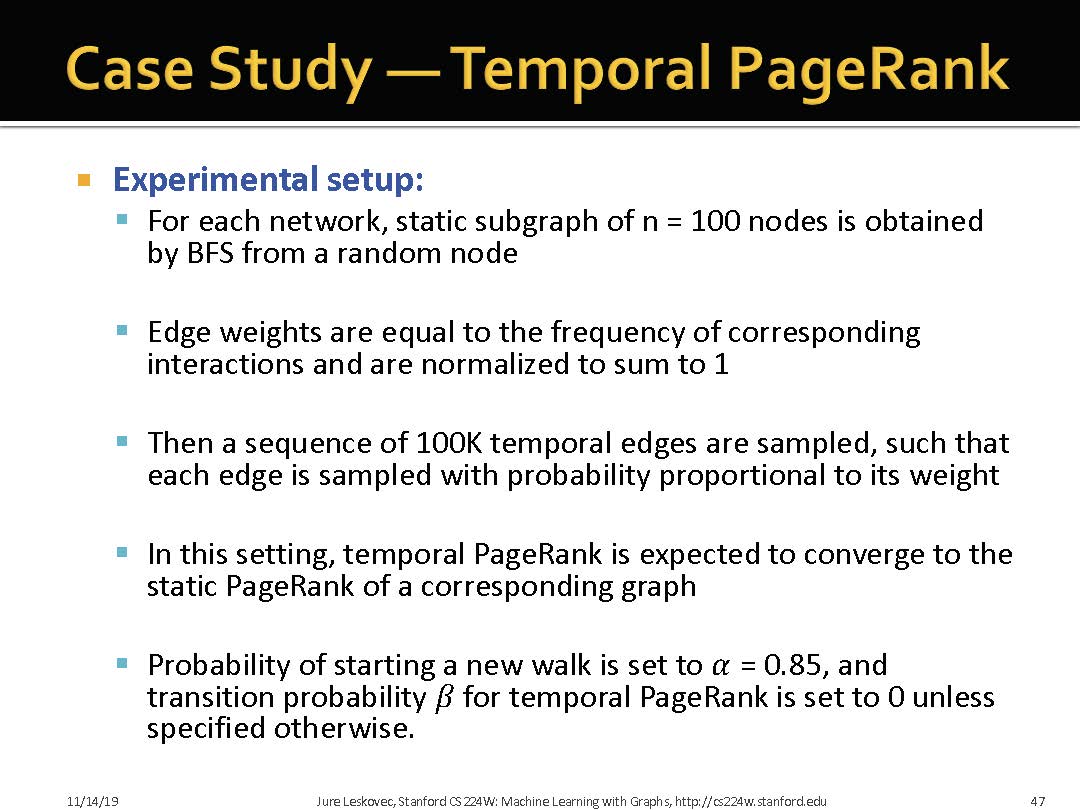 Case Study — Temporal PageRank
Experimental setup:
For each network, static subgraph of n = 100 nodes is obtained
by BFS from a random node
Edge weights are equal to the frequency of corresponding
interactions and are normalized to sum to 1
Then a sequence of 100K temporal edges are sampled, such that
each edge is sampled with probability proportional to its weight
In this setting, temporal PageRank is expected to converge to the
static PageRank of a corresponding graph
Probability of starting a new walk is set to 𝛼 = 0.85, and
transition probability 𝛽 for temporal PageRank is set to 0 unless
specified otherwise.
11/14/19 Jure Leskovec, Stanford CS224W: Machine Learning with Graphs, http://cs224w.stanford.edu 47